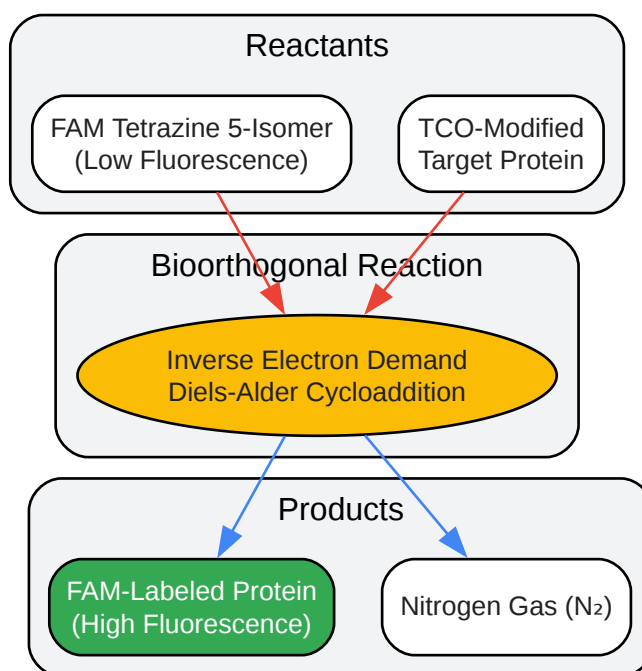 Reactants
FAM Tetrazine 5-Isomer
(Low Fluorescence)
TCO-Modified
Target Protein
Bioorthogonal Reaction
Inverse Electron Demand
Diels-Alder Cycloaddition
Products
FAM-Labeled Protein
(High Fluorescence)
Nitrogen Gas (N₂)